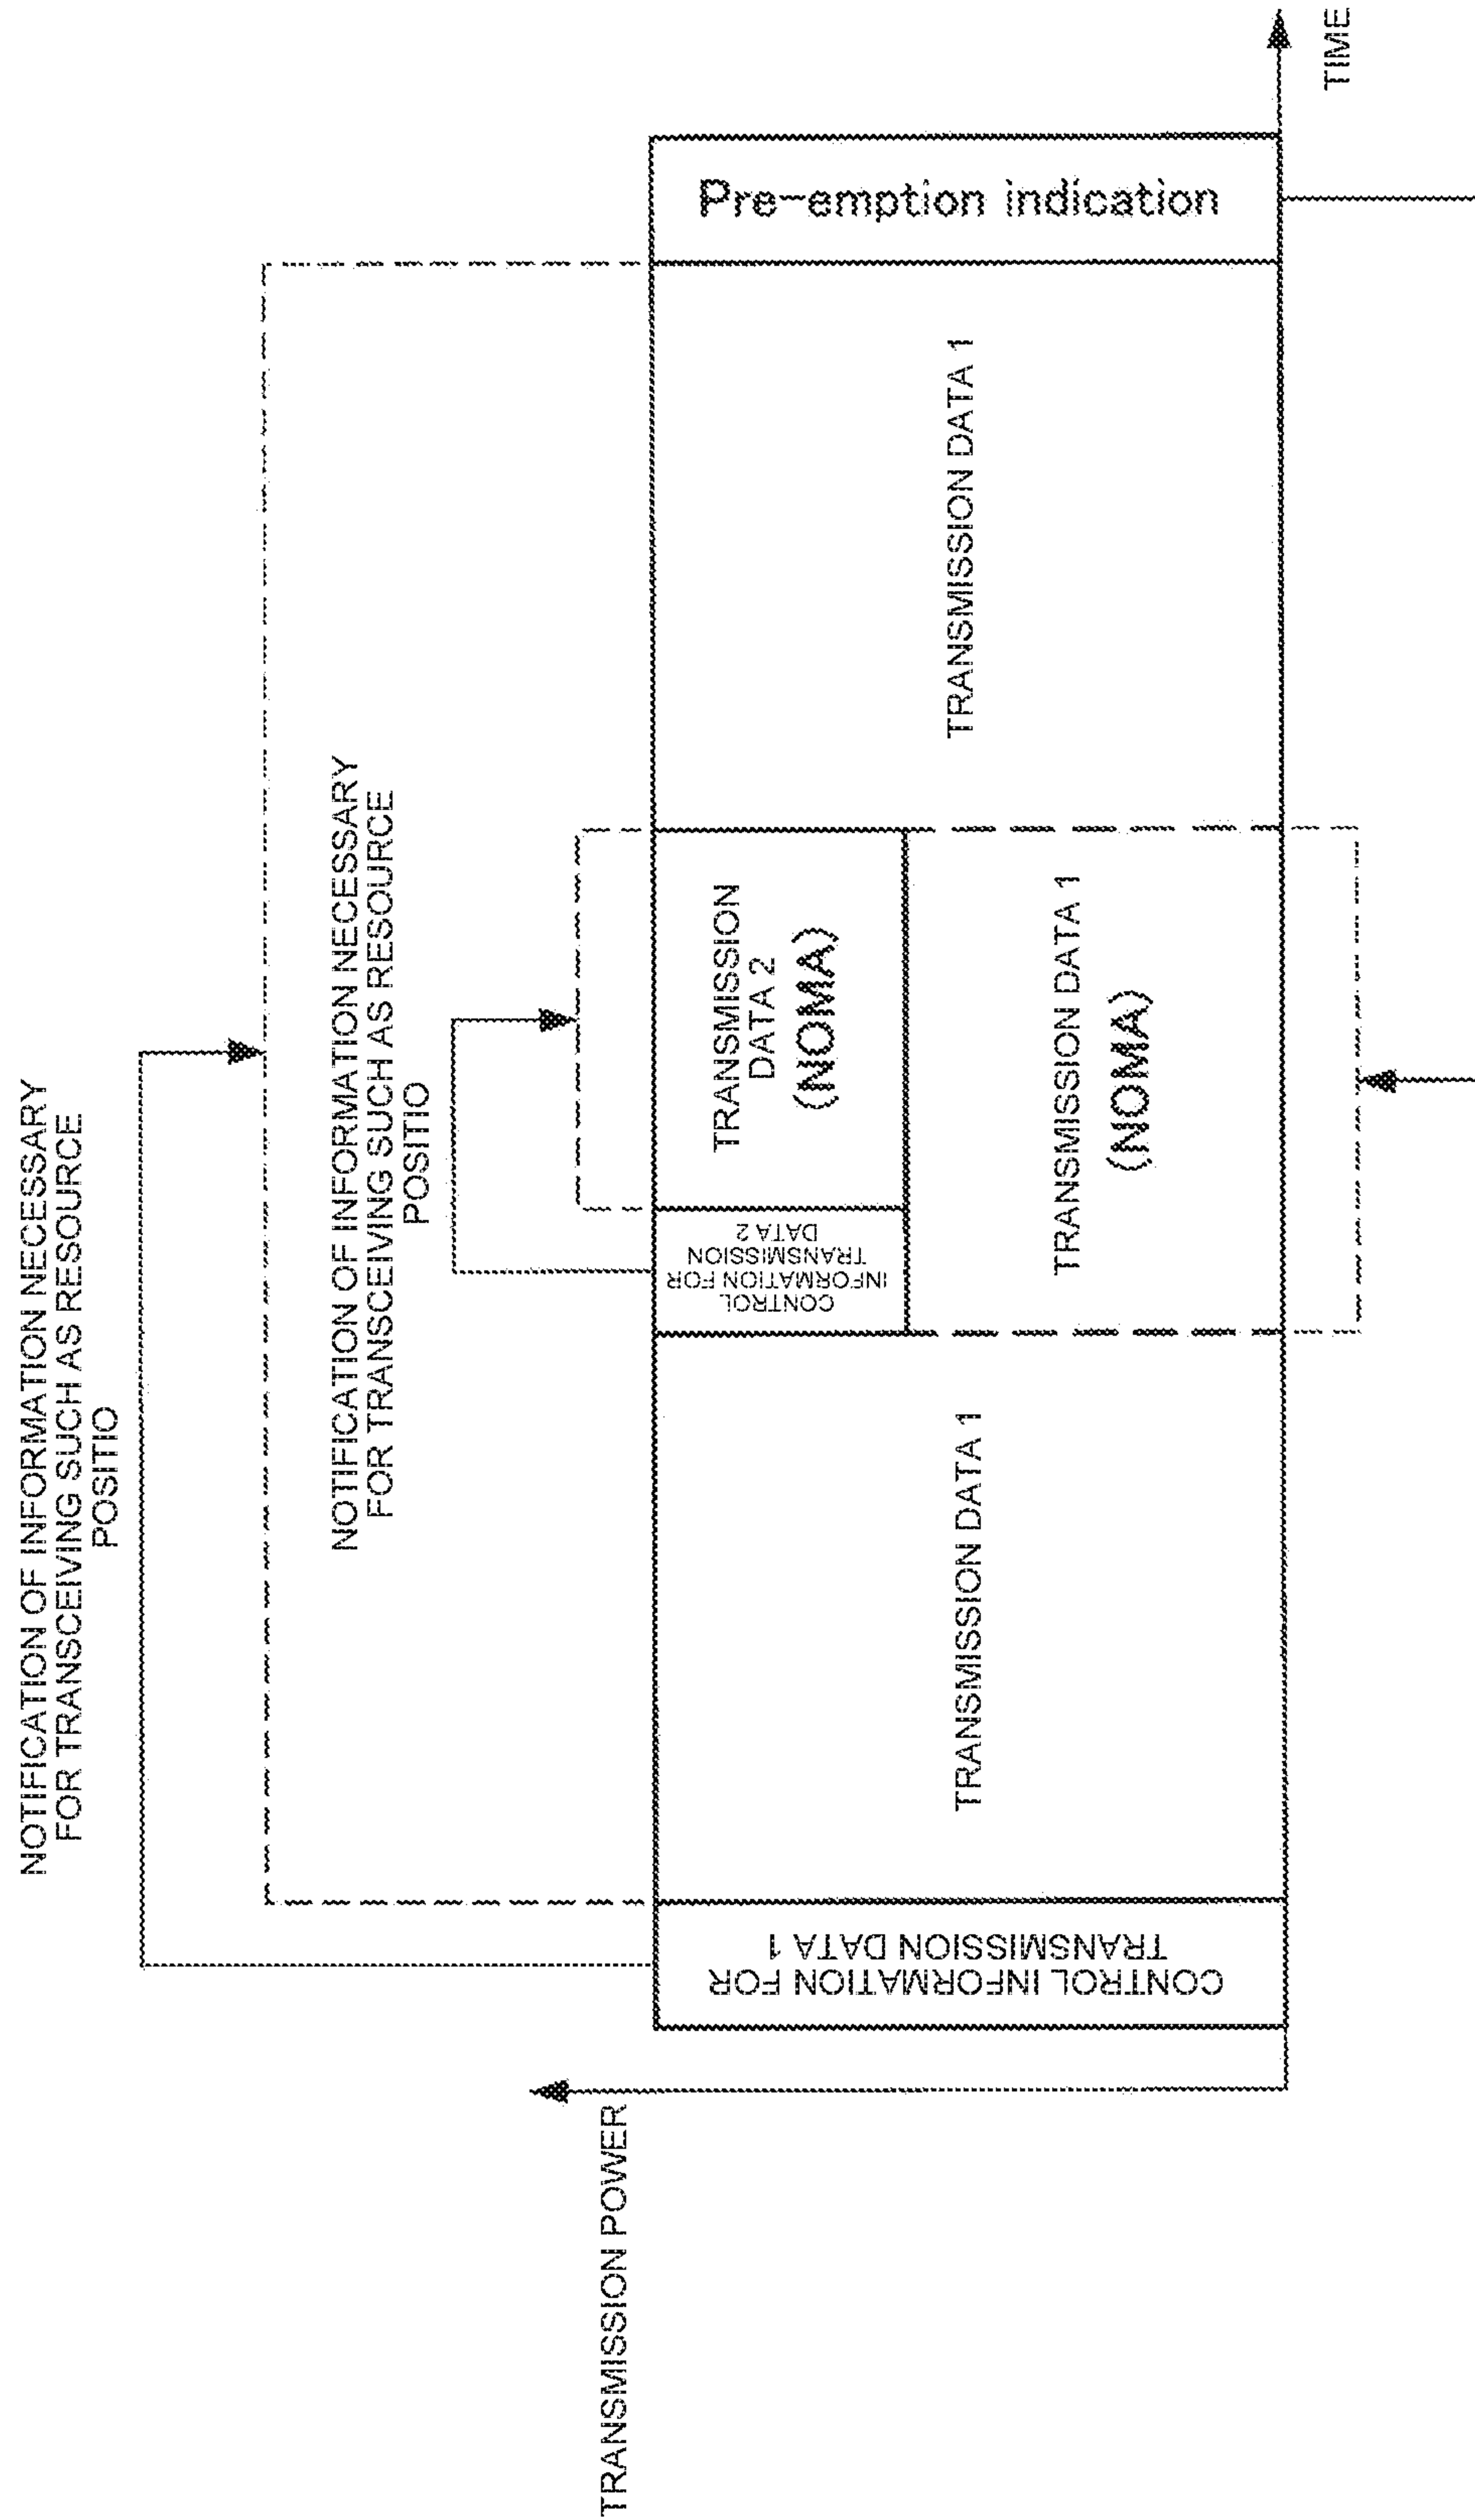 NOTIFICATION OF INFORMATION NECESSARY
FOR TRANSCEIVING SUCH AS RESOURCE
POSITIO
NOTIFICATION OF INFORMATION NECESSARY
FOR TRANSCEIVING SUCH AS RESOURCE
POSITIO
TRANSMISSION POWER
CONTROL INFORMATION FOR
TRANSMISSION DATA 1
TRANSMISSION DATA 1
CONTROL
INFORMATION FOR
TRANSMISSION
DATA 2
TRANSMISSION
DATA 2
(NOMA)
TRANSMISSION DATA 1
(NOMA)
TRANSMISSION DATA 1
Pre-emption indication
TIME